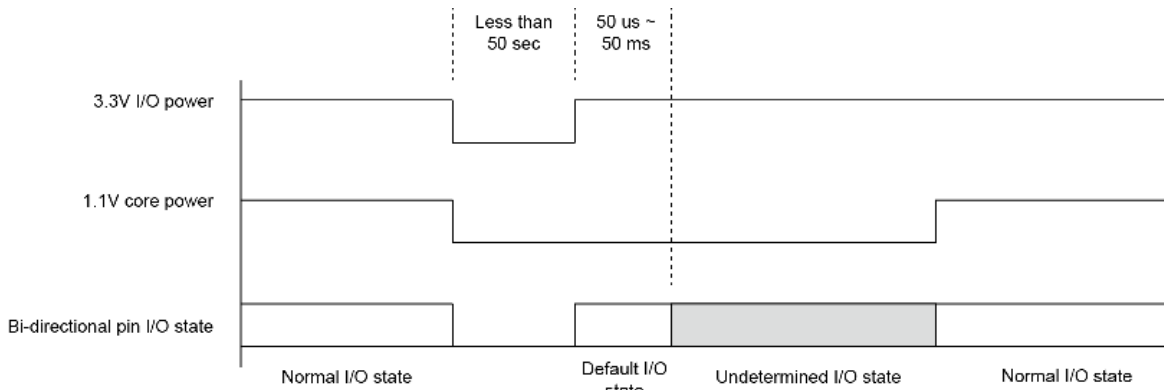 Less than
50 sec
50 us ~
50 ms
3.3V I/O power
1.1V core power
Bi-directional pin I/O state
Normal I/O state
Default I/O
state
Undetermined I/O state
Normal I/O state